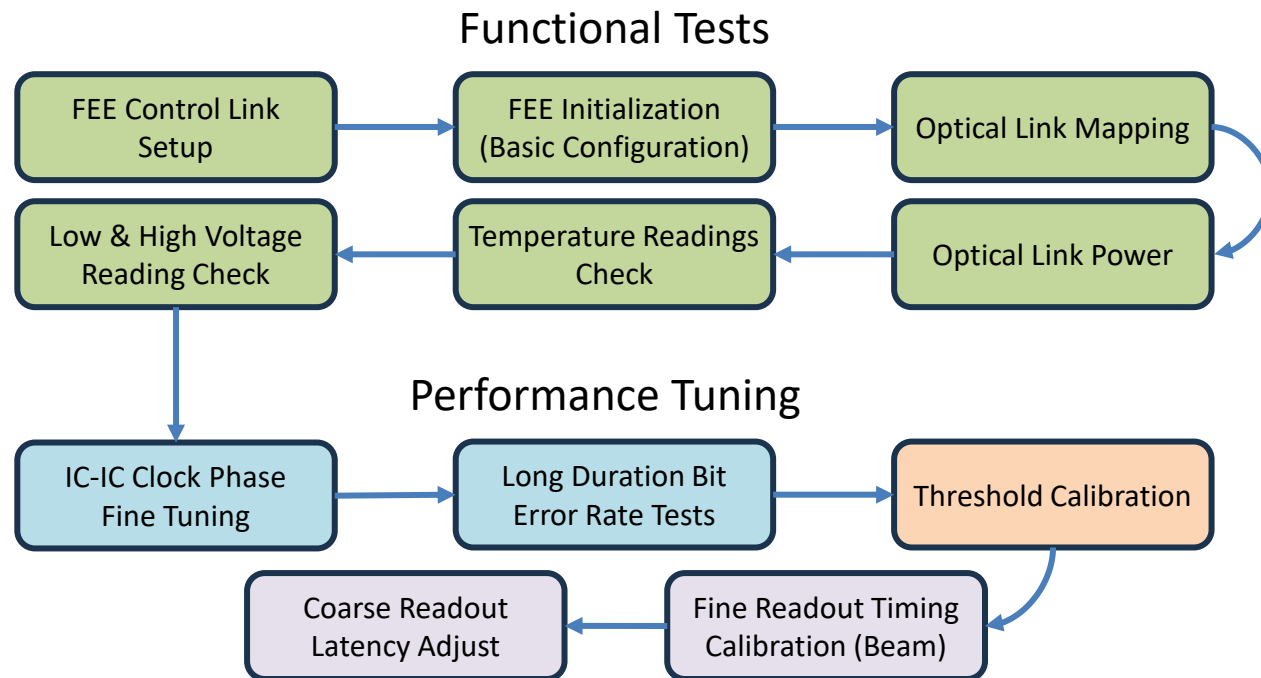 Functional Tests
FEE Control Link
Setup
FEE Initialization
(Basic Configuration)
Optical Link Mapping
Low & High Voltage
Reading Check
Temperature Readings
Check
Optical Link Power
Performance Tuning
IC-IC Clock Phase
Fine Tuning
Long Duration Bit
Error Rate Tests
Threshold Calibration
Coarse Readout
Latency Adjust
Fine Readout Timing
Calibration (Beam)